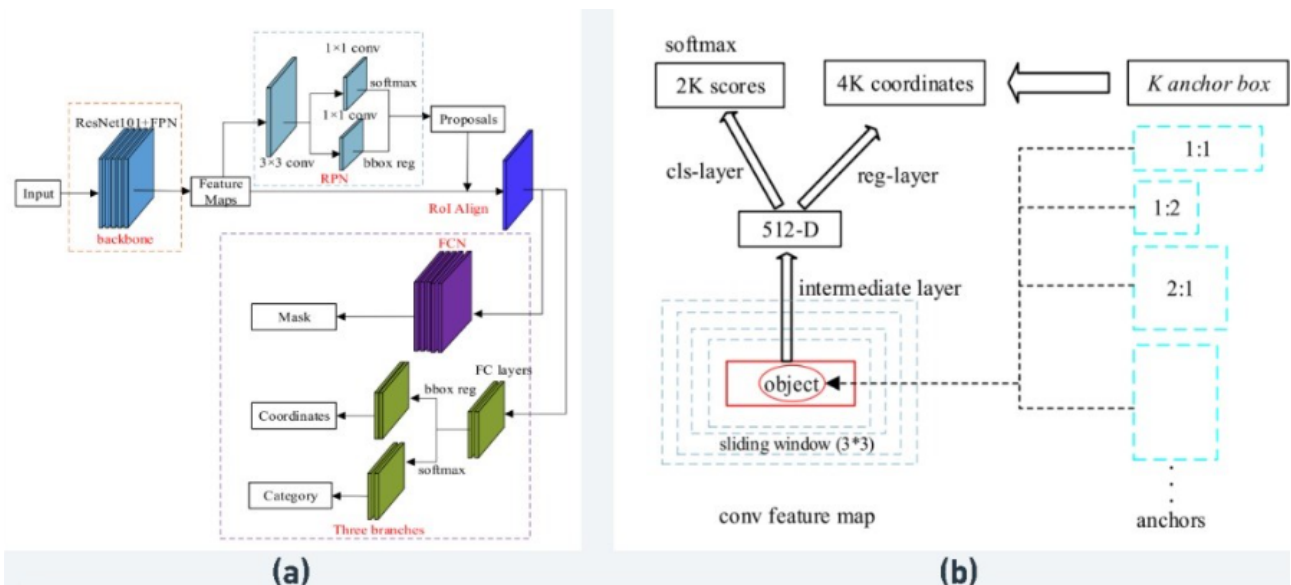 1×1 conv
softmax
1×1 conv
3×3 conv
bbox reg
RPN
Proposals
ResNet101+FPN
Input
Feature
Maps
backbone
RoI Align
FCN
Mask
FC layers
bbox reg
Coordinates
softmax
Category
Three branches
(a)
softmax
2K scores
4K coordinates
K anchor box
cls-layer
reg-layer
1:1
1:2
512-D
2:1
intermediate layer
object
sliding window (3*3)
conv feature map
anchors
(b)